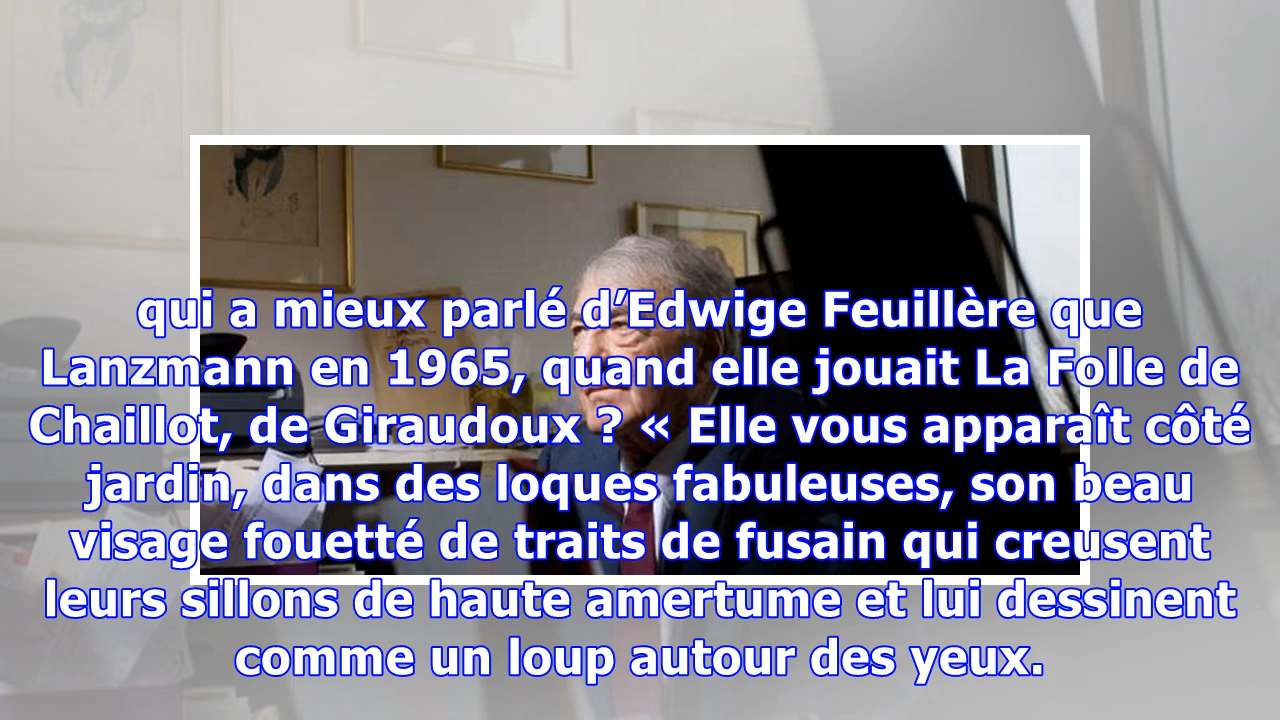 qui a mieux parlé d’Edwige Feuillère que
Lanzmann en 1965, quand elle jouait La Folle de
Chaillot, de Giraudoux ? « Elle vous apparaît côté
jardin, dans des loques fabuleuses, son beau
visage fouetté de traits de fusain qui creusent
leurs sillons de haute amertume et lui dessinent
comme un loup autour des yeux.